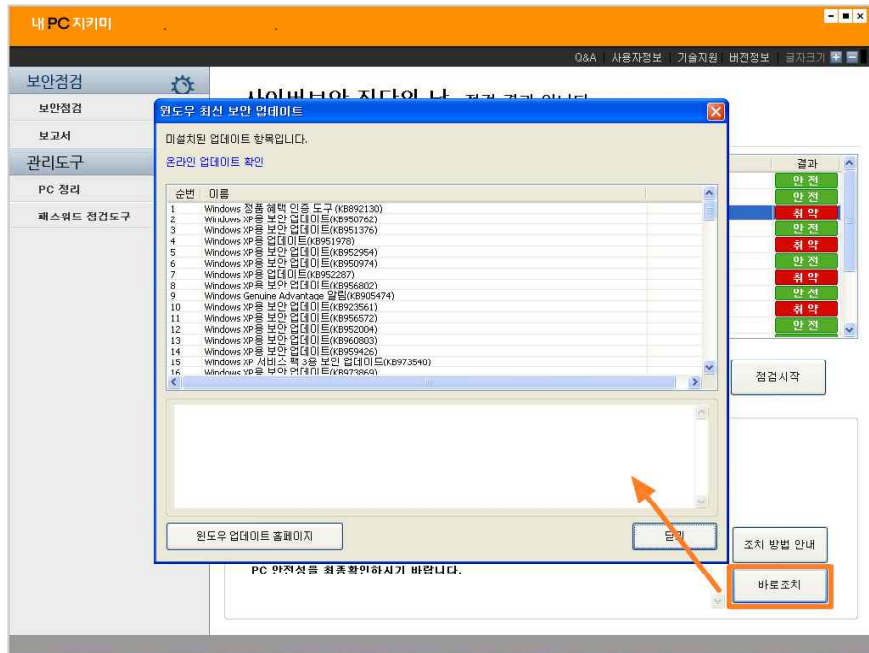 내 PC 지키미
Q&A 사용자정보 기술지원 버전정보 글자크기
보안점검
보안점검
보고서
관리도구
PC 정리
패스워드 점검도구
윈도우 최신 보안 업데이트
미설치된 업데이트 항목입니다.
온라인 업데이트 확인
순번 이름
1 Windows 정품 혜택 인증 도구(KB892130)
2 Windows XP용 보안 업데이트(KB950762)
3 Windows XP용 보안 업데이트(KB951376)
4 Windows XP용 업데이트(KB951978)
5 Windows XP용 보안 업데이트(KB952954)
6 Windows XP용 보안 업데이트(KB950974)
7 Windows XP용 업데이트(KB952287)
8 Windows XP용 보안 업데이트(KB956802)
9 Windows Genuine Advantage 알림(KB905474)
10 Windows XP용 보안 업데이트(KB923561)
11 Windows XP용 보안 업데이트(KB956572)
12 Windows XP용 보안 업데이트(KB952004)
13 Windows XP용 보안 업데이트(KB960803)
14 Windows XP용 보안 업데이트(KB959426)
15 Windows XP 서비스 팩 3용 보안 업데이트(KB973540)
16 Windows XP용 보안 업데이트(KB973869)
윈도우 업데이트 홈페이지
닫기
결과
안전
안전
취약
안전
취약
안전
취약
안전
취약
안전
점검시작
조치 방법 안내
바로조치
PC 안전성을 최종확인하시기 바랍니다.